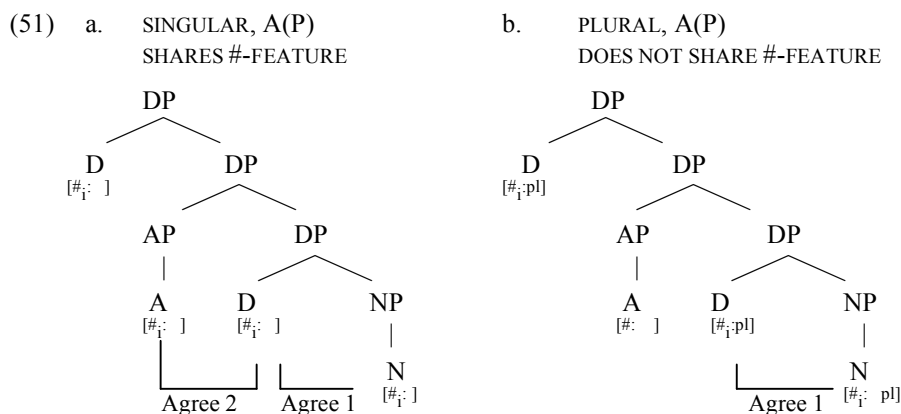 (51) a. SINGULAR, A(P) b. PLURAL, A(P)
SHARES #-FEATURE DOES NOT SHARE #-FEATURE
DP DP
D DP D DP
[#i: ] [#i:pl]
AP DP AP DP
A D NP A D NP
[#i: ] [#i: ] [#: ] [#i:pl]
N N
Agree 2 Agree 1 [#i: ] Agree 1 [#i: pl]